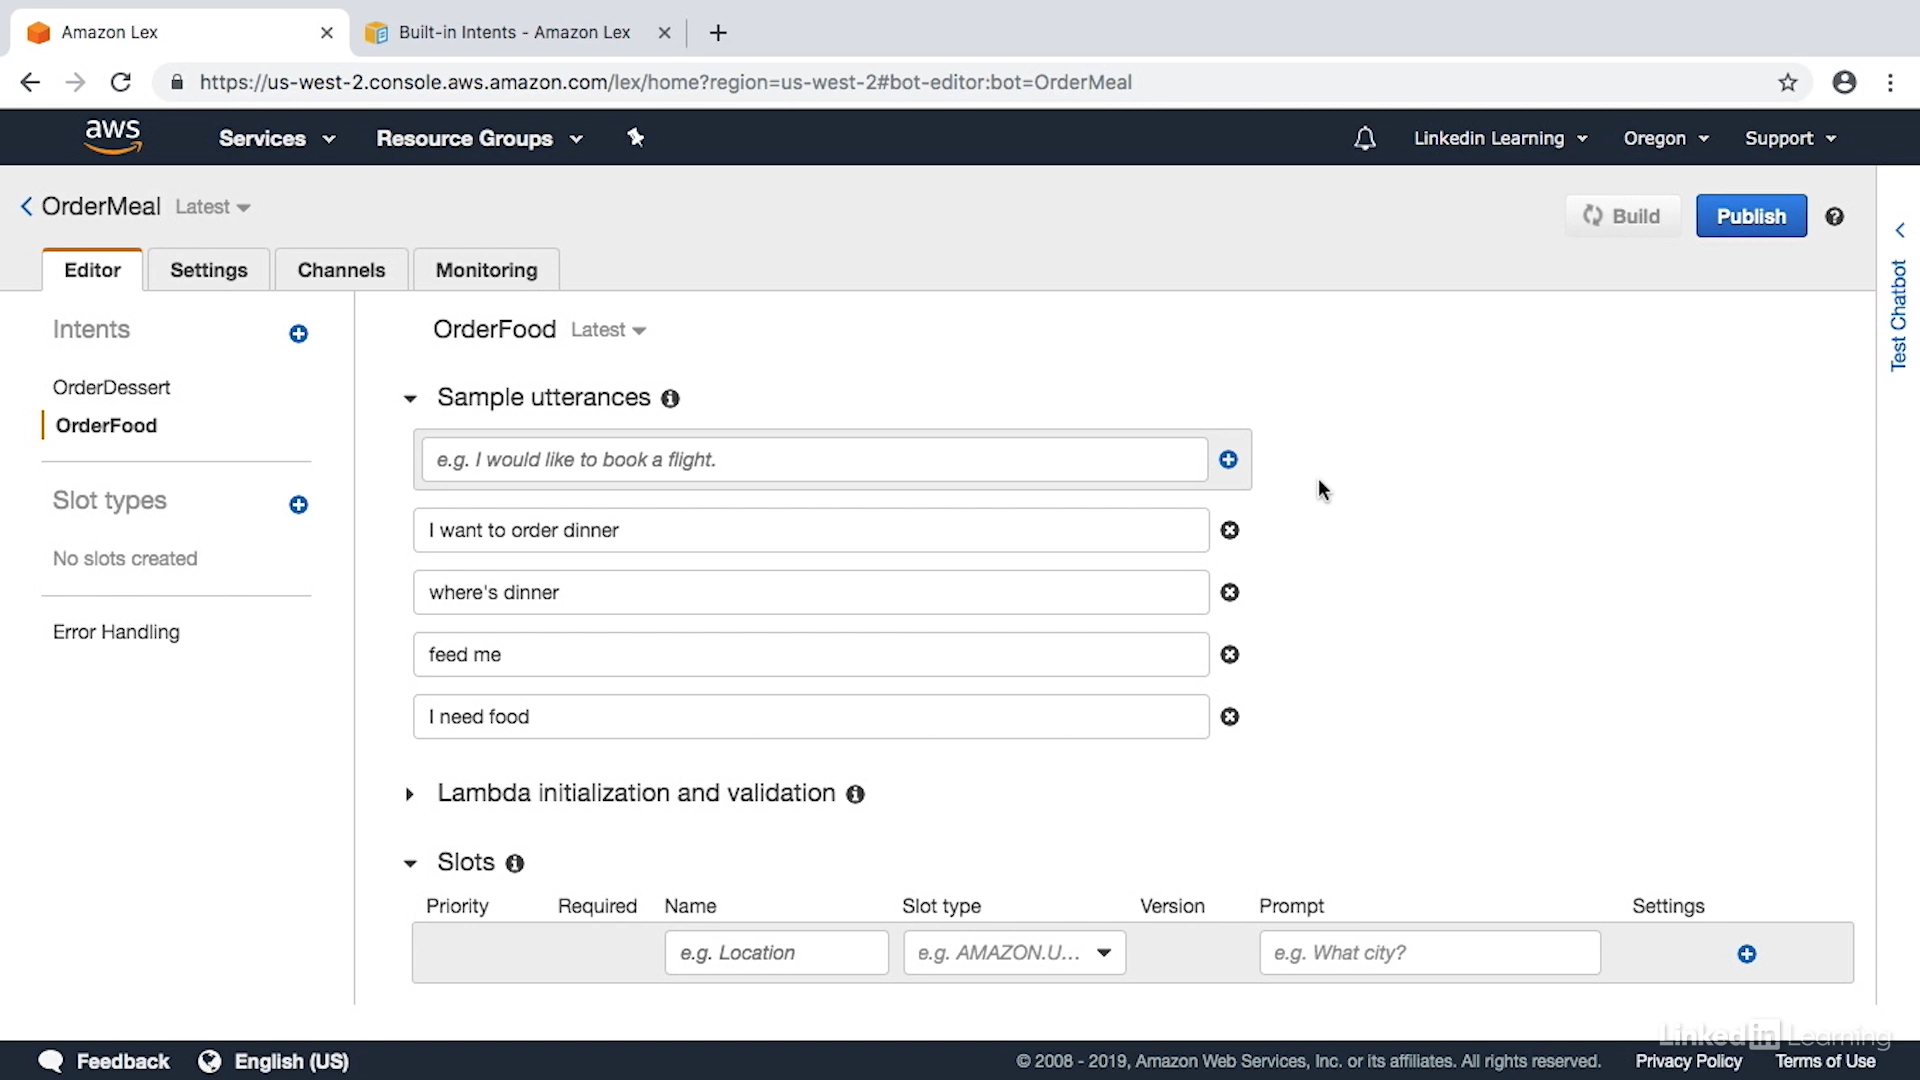 Amazon Lex
Built-in Intents - Amazon Lex
https://us-west-2.console.aws.amazon.com/lex/home?region=us-west-2#bot-editor:bot=OrderMeal
aws Services Resource Groups Linkedin Learning Oregon Support
OrderMeal Latest Build Publish
Editor Settings Channels Monitoring
Test Chatbot
Intents
OrderDessert
OrderFood
Slot types
No slots created
Error Handling
OrderFood Latest
Sample utterances
e.g. I would like to book a flight.
I want to order dinner
where's dinner
feed me
I need food
Lambda initialization and validation
Slots
Priority Required Name Slot type Version Prompt Settings
e.g. Location e.g. AMAZON.U... e.g. What city?
LinkedIn Learning
Feedback English (US) © 2008 - 2019, Amazon Web Services, Inc. or its affiliates. All rights reserved. Privacy Policy Terms of Use